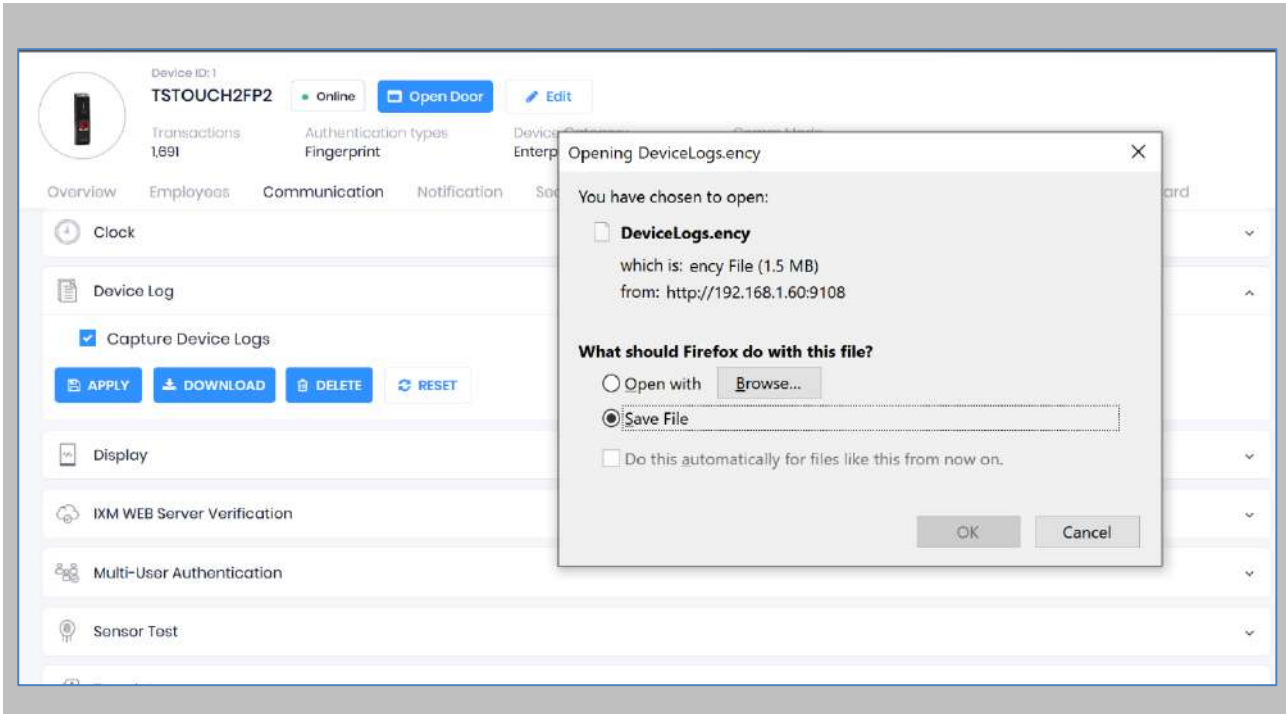 Device ID: 1
TSTOUCH2FP2
Online
Open Door
Edit
Transactions
Authentication types
1,691
Fingerprint
Overview
Employees
Communication
Notification
Clock
Device Log
Capture Device Logs
APPLY
DOWNLOAD
DELETE
RESET
Display
IXM WEB Server Verification
Multi-User Authentication
Sensor Test
Opening DeviceLogs.ency
You have chosen to open:
DeviceLogs.ency
which is: ency File (1.5 MB)
from: http://192.168.1.60:9108
What should Firefox do with this file?
Open with
Browse...
Save File
Do this automatically for files like this from now on.
OK
Cancel